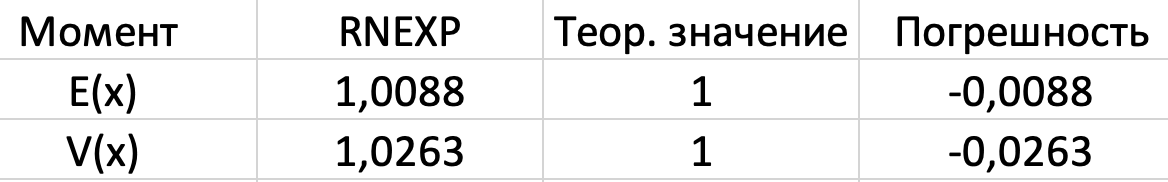 Момент RNEXP Теор. значение Погрешность
E(x) 1,0088 1 -0,0088
V(x) 1,0263 1 -0,0263